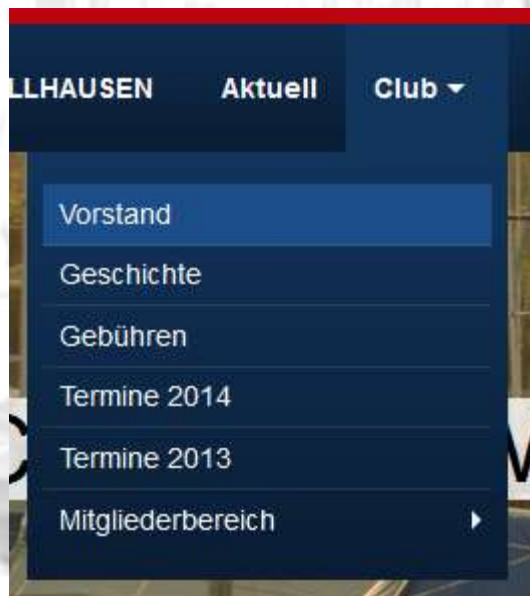 LLHAUSEN Aktuell Club
Vorstand
Geschichte
Gebühren
Termine 2014
Termine 2013
Mitgliederbereich